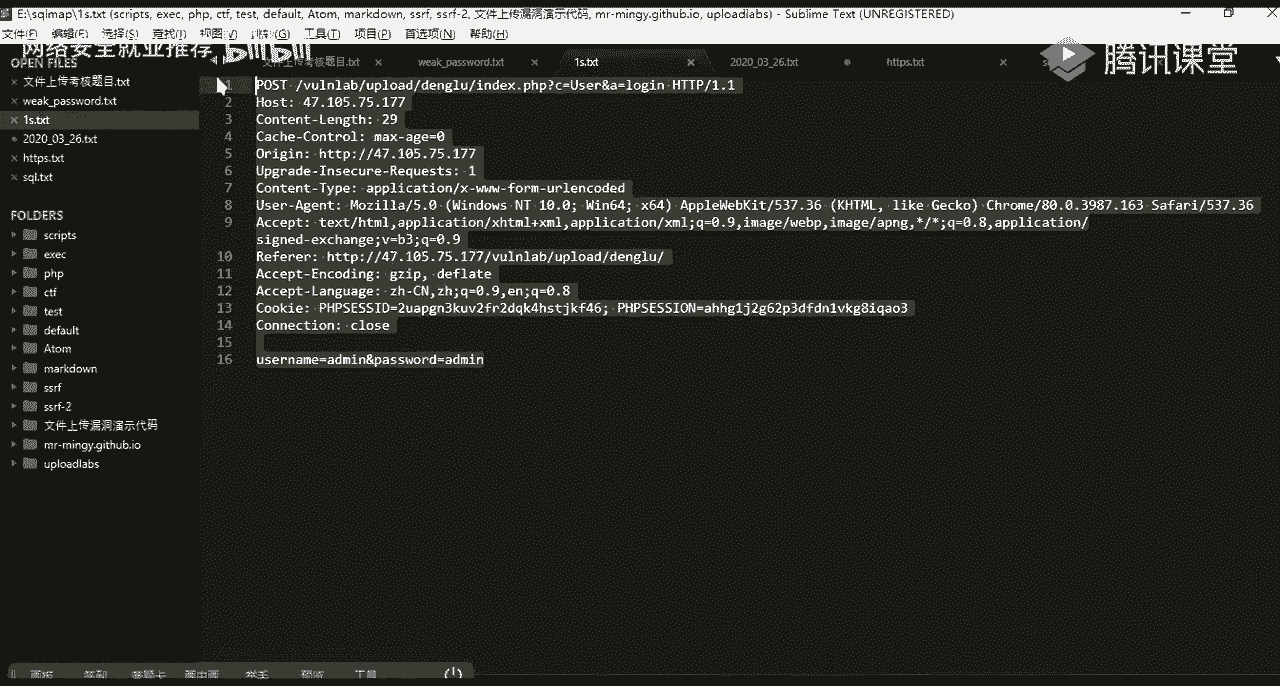 E:\sqlmap\1s.txt (scripts, exec, php, ctf, test, default, Atom, markdown, ssrf, ssrf-2, 文件上传漏洞演示代码, mr-mingy.github.io, uploadlabs) - Sublime Text (UNREGISTERED)
文件(F) 编辑(E) 选择(S) 查找(I) 视图(V) 工具(T) 项目(P) 首选项(N) 帮助(H)
网络安全就业推荐 bilibili
腾讯课堂
OPEN FILES
文件上传考核题目.txt
weak_password.txt
1s.txt
2020_03_26.txt
https.txt
sql.txt
FOLDERS
scripts
exec
php
ctf
test
default
Atom
markdown
ssrf
ssrf-2
文件上传漏洞演示代码
mr-mingy.github.io
uploadlabs
文件上传考核题目.txt weak_password.txt 1s.txt 2020_03_26.txt https.txt
1 POST /vulnlab/upload/denglu/index.php?c=User&a=login HTTP/1.1
2 Host: 47.105.75.177
3 Content-Length: 29
4 Cache-Control: max-age=0
5 Origin: http://47.105.75.177
6 Upgrade-Insecure-Requests: 1
7 Content-Type: application/x-www-form-urlencoded
8 User-Agent: Mozilla/5.0 (Windows NT 10.0; Win64; x64) AppleWebKit/537.36 (KHTML, like Gecko) Chrome/80.0.3987.163 Safari/537.36
9 Accept: text/html,application/xhtml+xml,application/xml;q=0.9,image/webp,image/apng,*/*;q=0.8,application/
signed-exchange;v=b3;q=0.9
10 Referer: http://47.105.75.177/vulnlab/upload/denglu/
11 Accept-Encoding: gzip, deflate
12 Accept-Language: zh-CN,zh;q=0.9,en;q=0.8
13 Cookie: PHPSESSID=2uapgn3kuv2fr2dqk4hstjkf46; PHPSESSION=ahhg1j2g62p3dfdn1vkg8iqao3
14 Connection: close
15
16 username=admin&password=admin